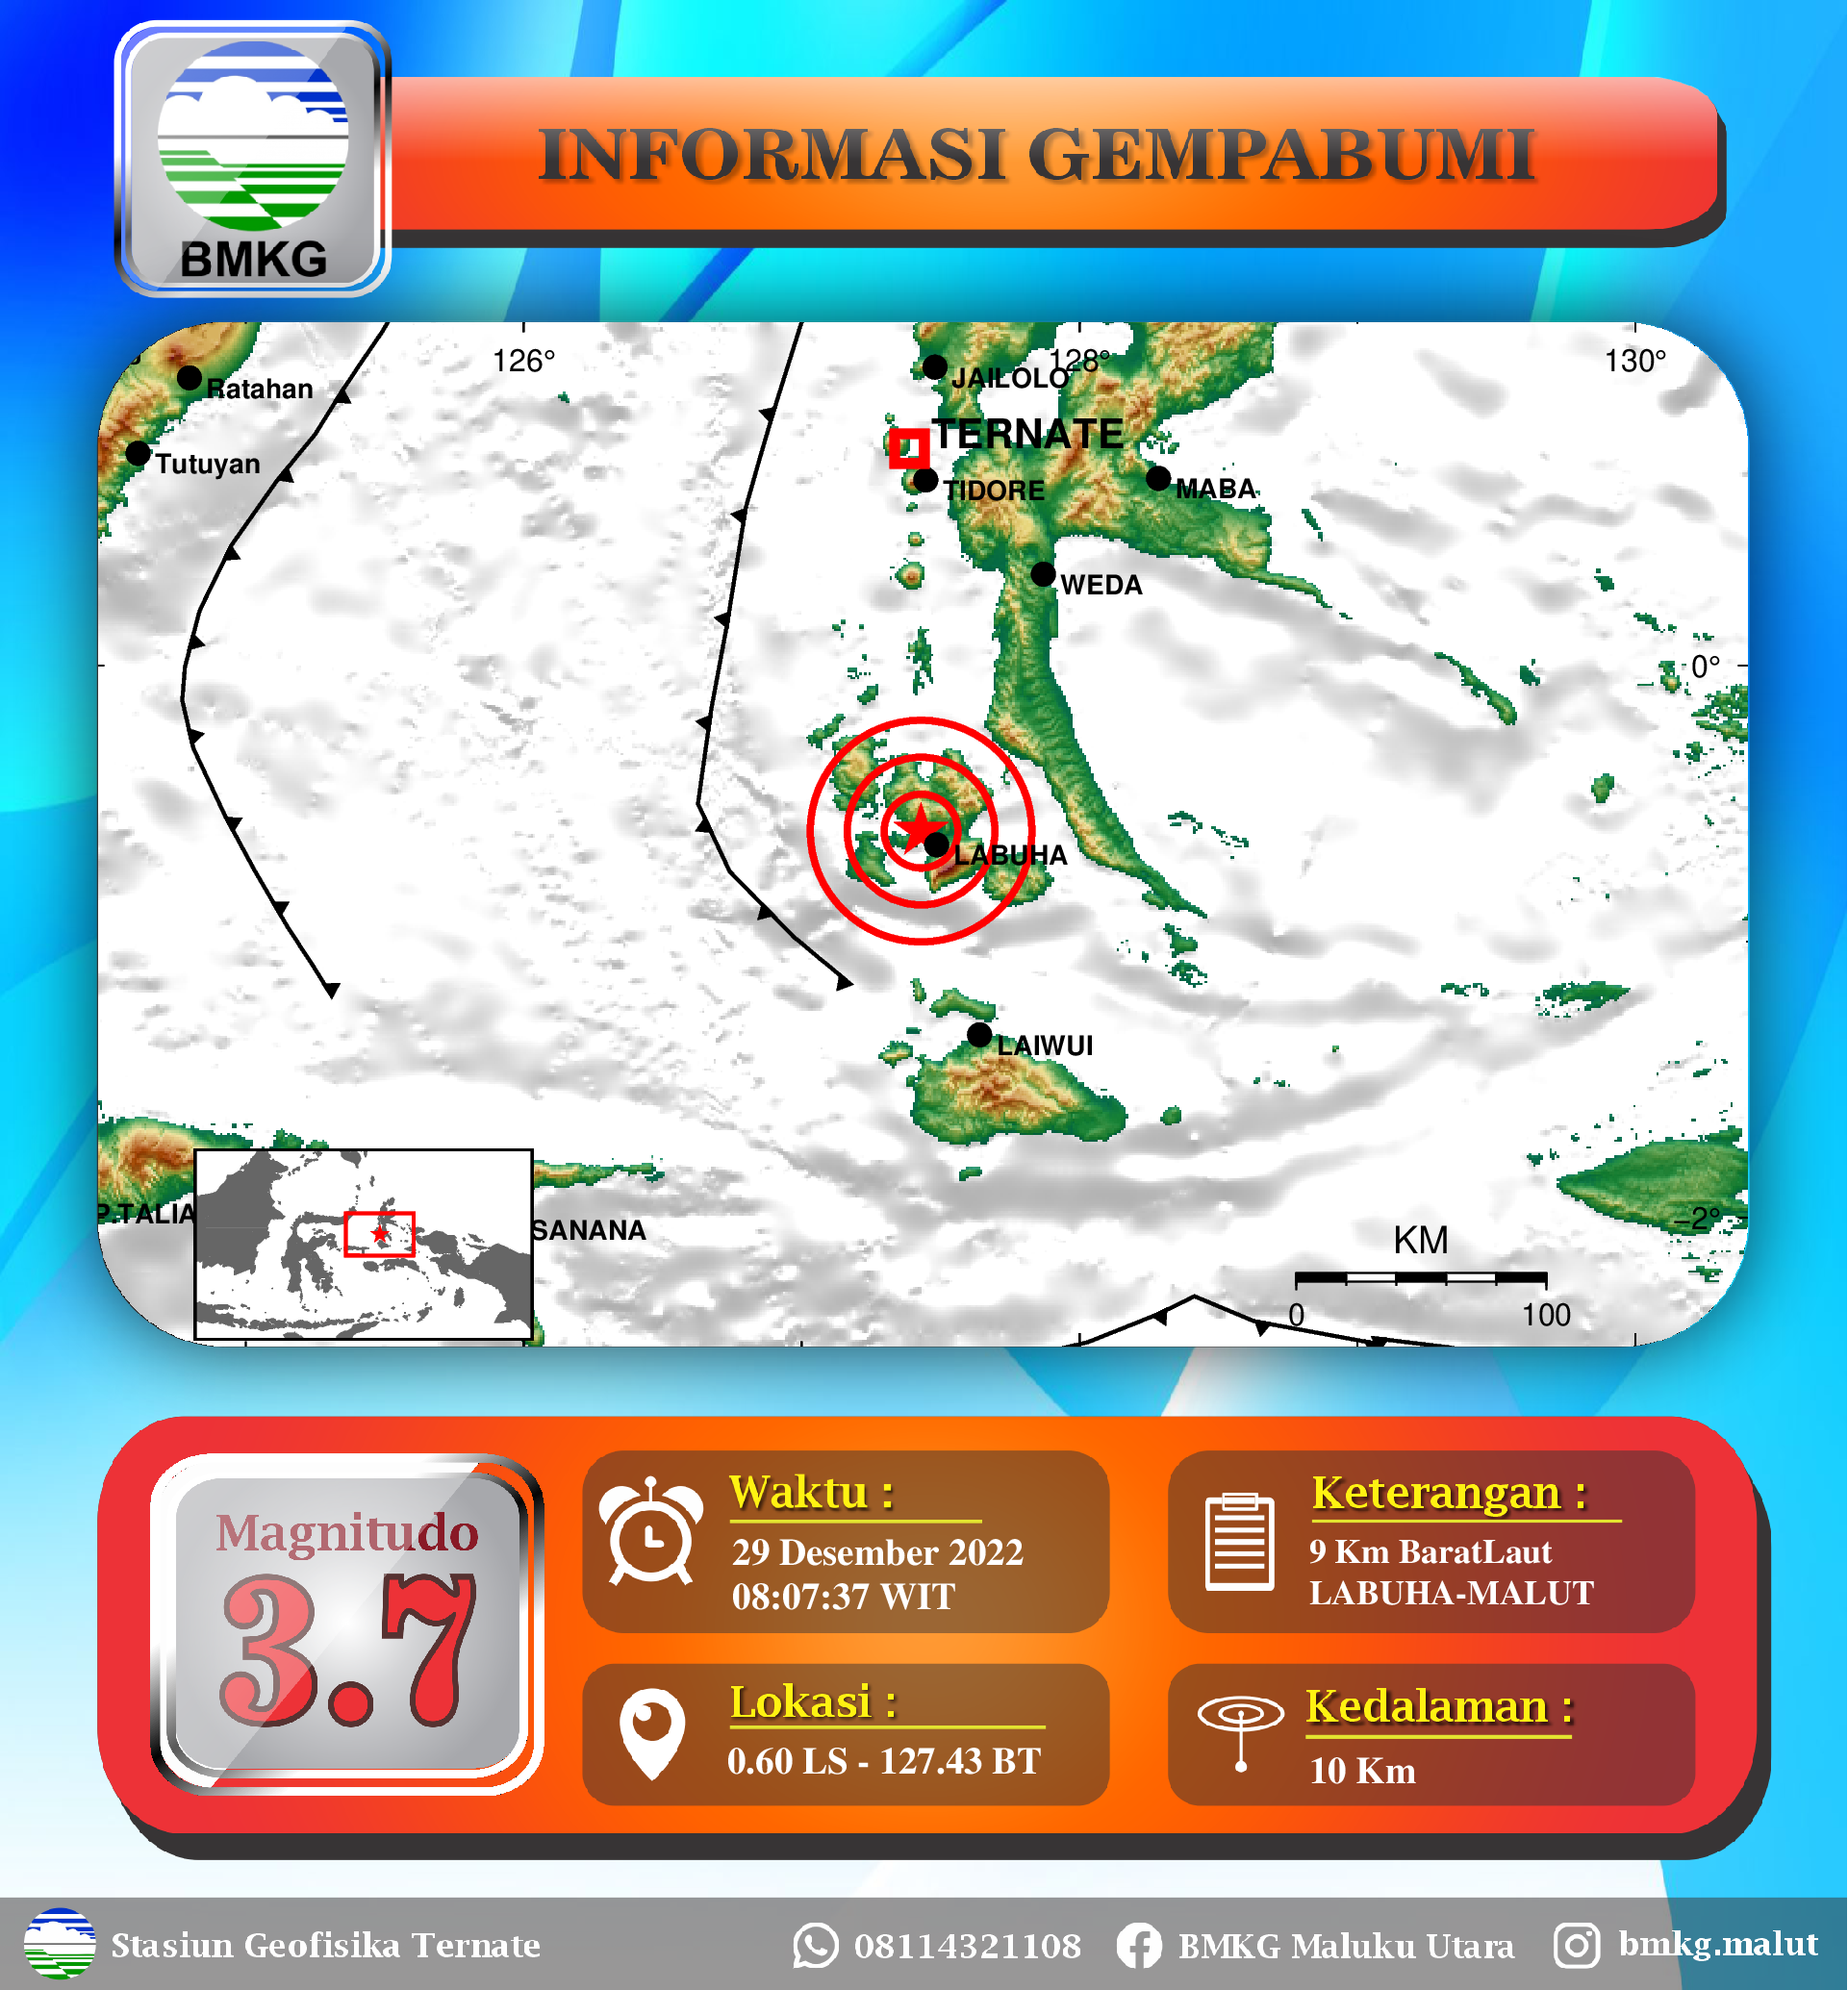 BMKG
INFORMASI GEMPABUMI
126°
128°
130°
Ratahan
JAILOLO
Tutuyan
TERNATE
TIDORE
MABA
WEDA
0°
LABUHA
LAIWUI
P.TALIA
SANANA
−2°
KM
0 100
Magnitudo
3.7
Waktu :
29 Desember 2022
08:07:37 WIT
Keterangan :
9 Km BaratLaut
LABUHA-MALUT
Lokasi :
0.60 LS - 127.43 BT
Kedalaman :
10 Km
Stasiun Geofisika Ternate 08114321108 BMKG Maluku Utara bmkg.malut